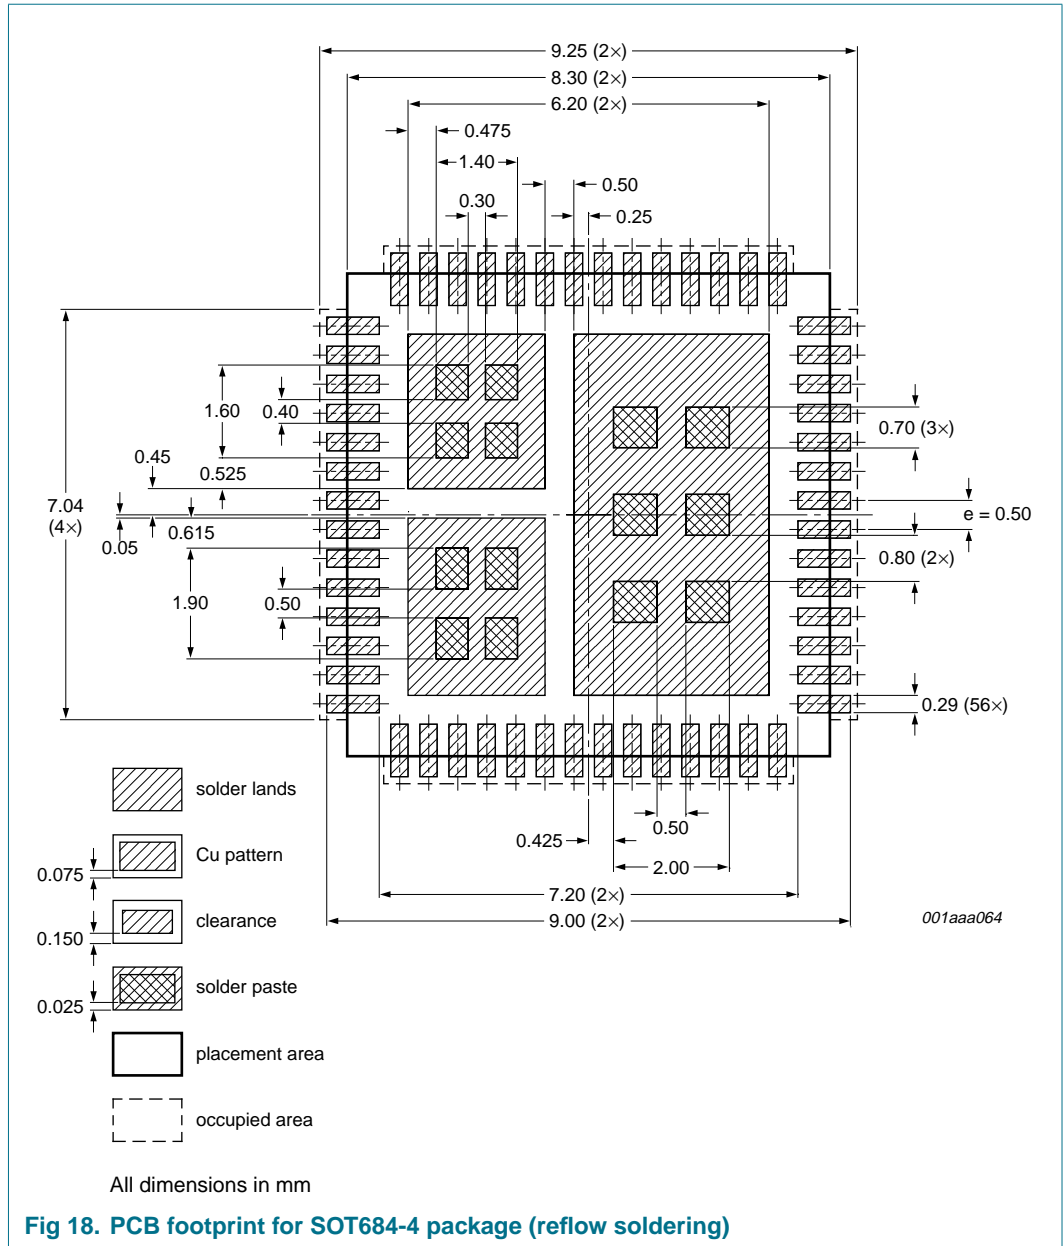 9.25 (2×)
8.30 (2×)
6.20 (2×)
0.475
1.40
0.50
0.30
0.25
1.60
0.40
0.70 (3×)
0.45
0.525
7.04
(4×)
0.615
e = 0.50
0.05
0.80 (2×)
1.90
0.50
0.29 (56×)
solder lands
0.425
0.50
Cu pattern
0.075
2.00
7.20 (2×)
clearance
9.00 (2×)
001aaa064
0.150
solder paste
0.025
placement area
occupied area
All dimensions in mm
Fig 18. PCB footprint for SOT684-4 package (reflow soldering)